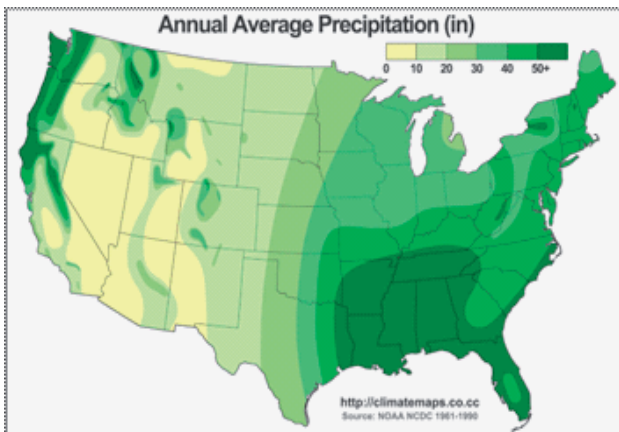 Annual Average Precipitation (in)
0 10 20 30 40 50+
http://climatemaps.co.cc
Source: NOAA NCDC 1961-1990